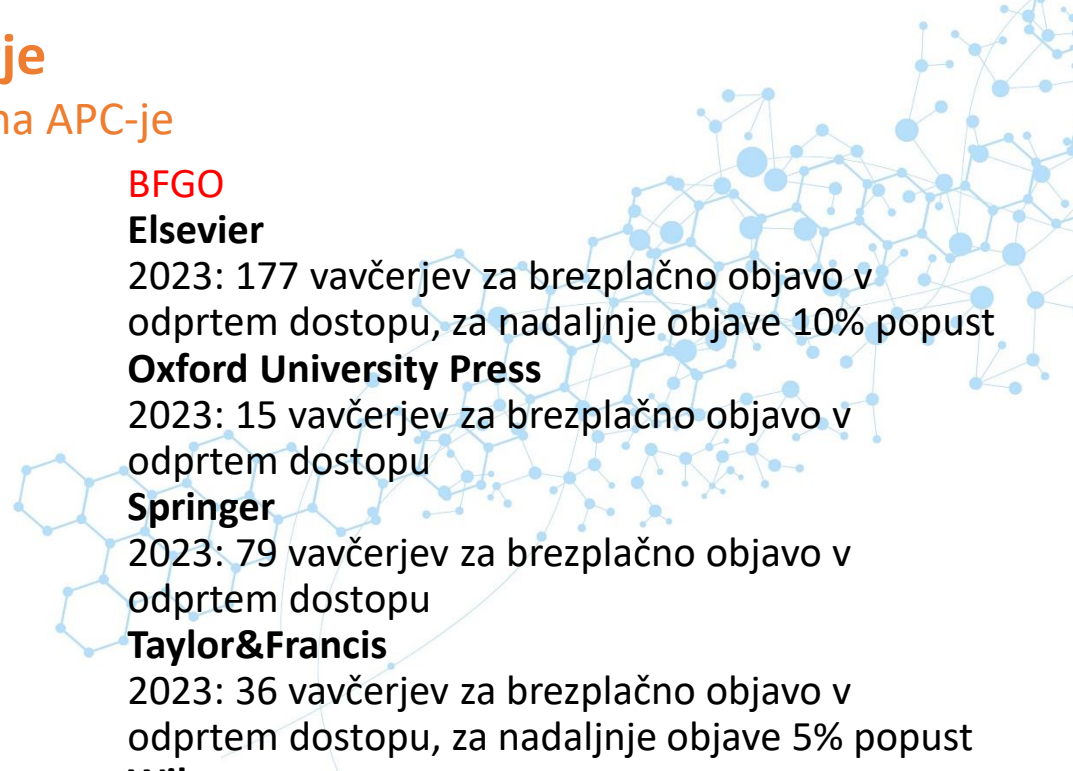 je
na APC-je
BFGO
Elsevier
2023: 177 vavčerjev za brezplačno objavo v
odprtem dostopu, za nadaljnje objave 10% popust
Oxford University Press
2023: 15 vavčerjev za brezplačno objavo v
odprtem dostopu
Springer
2023: 79 vavčerjev za brezplačno objavo v
odprtem dostopu
Taylor&Francis
2023: 36 vavčerjev za brezplačno objavo v
odprtem dostopu, za nadaljnje objave 5% popust